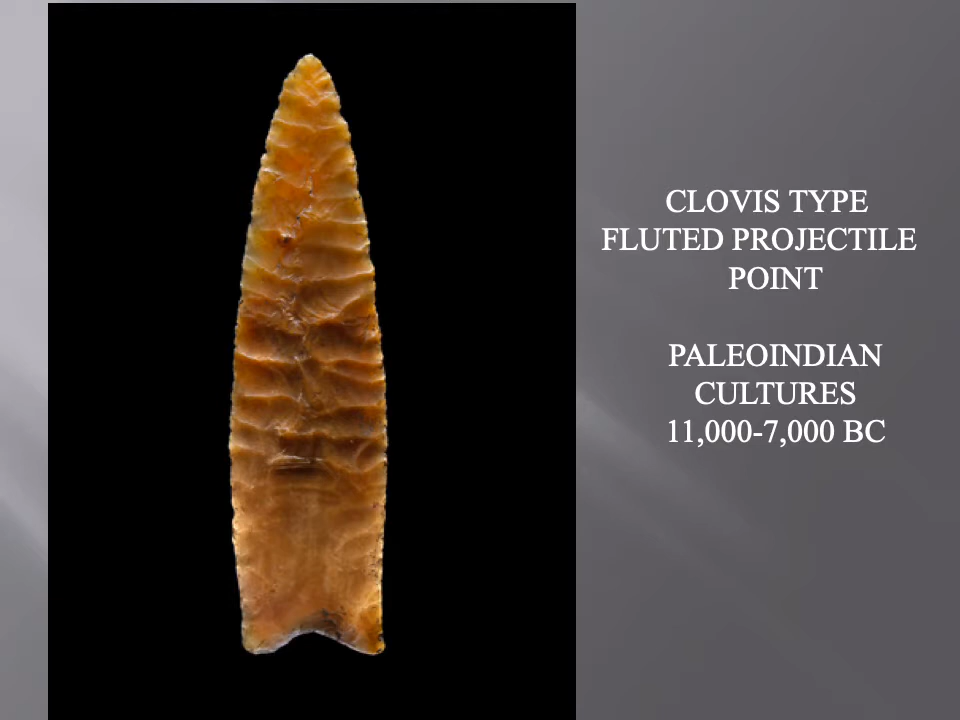 CLOVIS TYPE
FLUTED PROJECTILE
POINT
PALEOINDIAN
CULTURES
11,000-7,000 BC